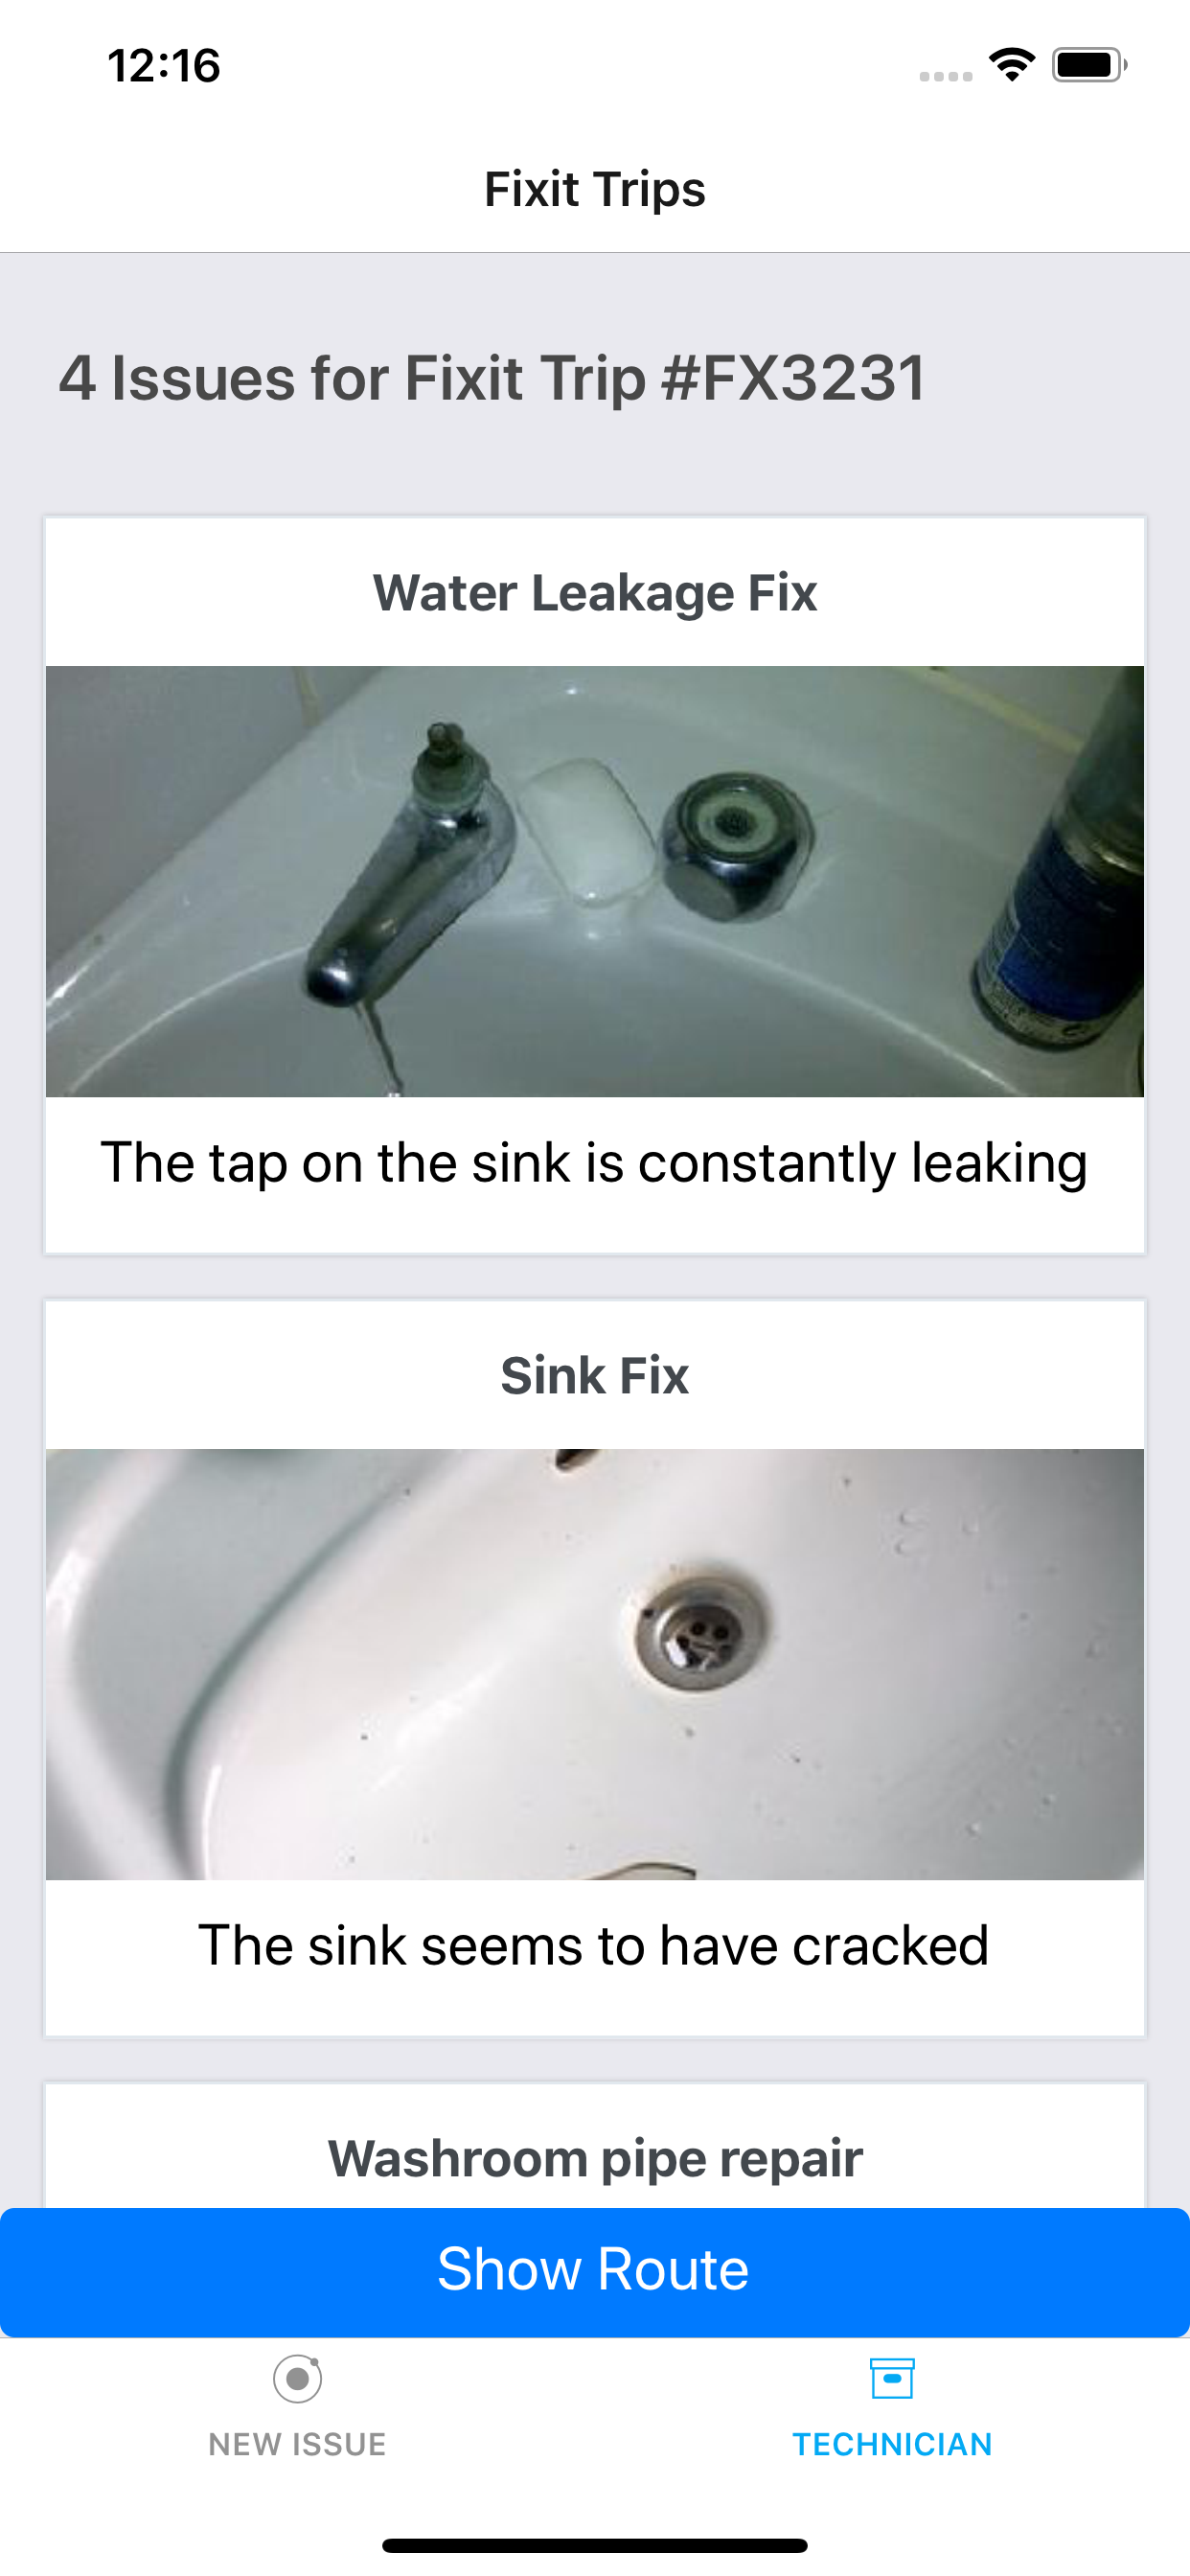 12:16
Fixit Trips
4 Issues for Fixit Trip #FX3231
Water Leakage Fix
The tap on the sink is constantly leaking
Sink Fix
The sink seems to have cracked
Washroom pipe repair
Show Route
NEW ISSUE
TECHNICIAN